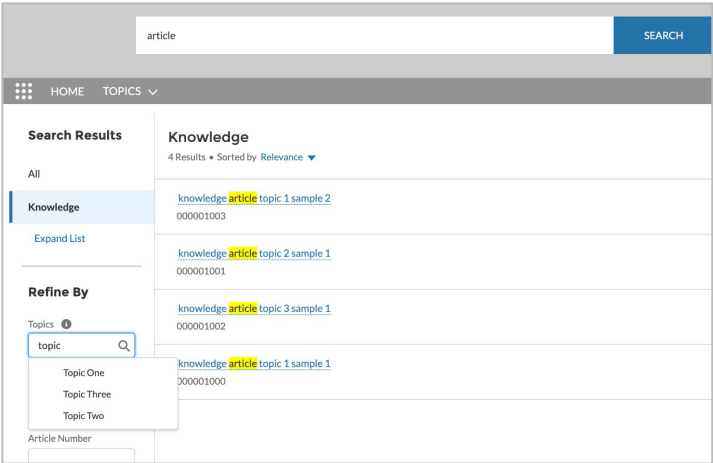 article
SEARCH
HOME TOPICS
Search Results
All
Knowledge
Expand List
Refine By
Topics
topic
Topic One
Topic Three
Topic Two
Article Number
Knowledge
4 Results • Sorted by Relevance
knowledge article topic 1 sample 2
000001003
knowledge article topic 2 sample 1
000001001
knowledge article topic 3 sample 1
000001002
knowledge article topic 1 sample 1
000001000